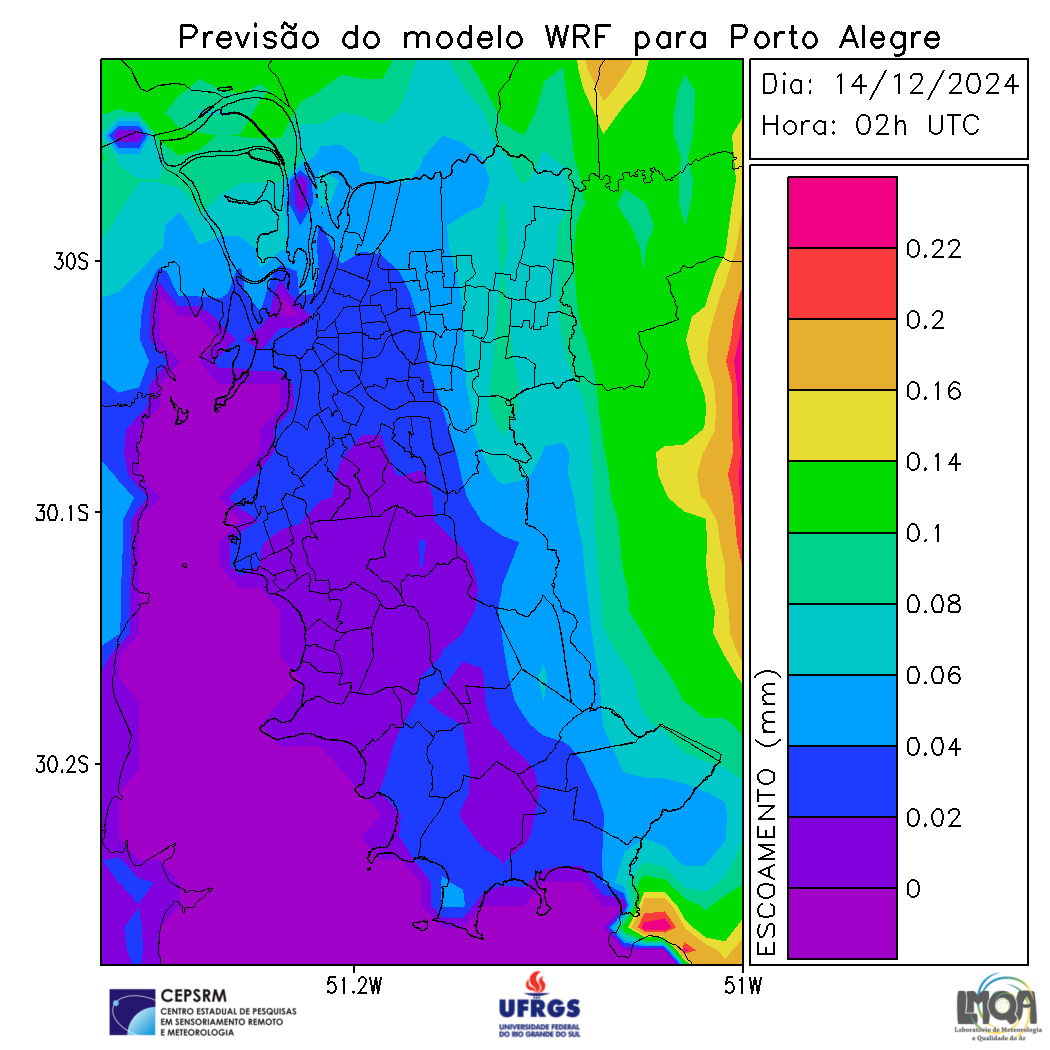 Previsão do modelo WRF para Porto Alegre
Dia: 14/12/2024
Hora: 02h UTC
30S
30.1S
30.2S
51.2W
51W
0.22
0.2
0.16
0.14
0.1
0.08
0.06
0.04
0.02
0
ESCOAMENTO (mm)
CEPSRM
CENTRO ESTADUAL DE PESQUISAS
EM SENSORIAMENTO REMOTO
E METEOROLOGIA
UFRGS
UNIVERSIDADE FEDERAL
DO RIO GRANDE DO SUL
LMQA
Laboratório de Meteorologia
e Qualidade do Ar